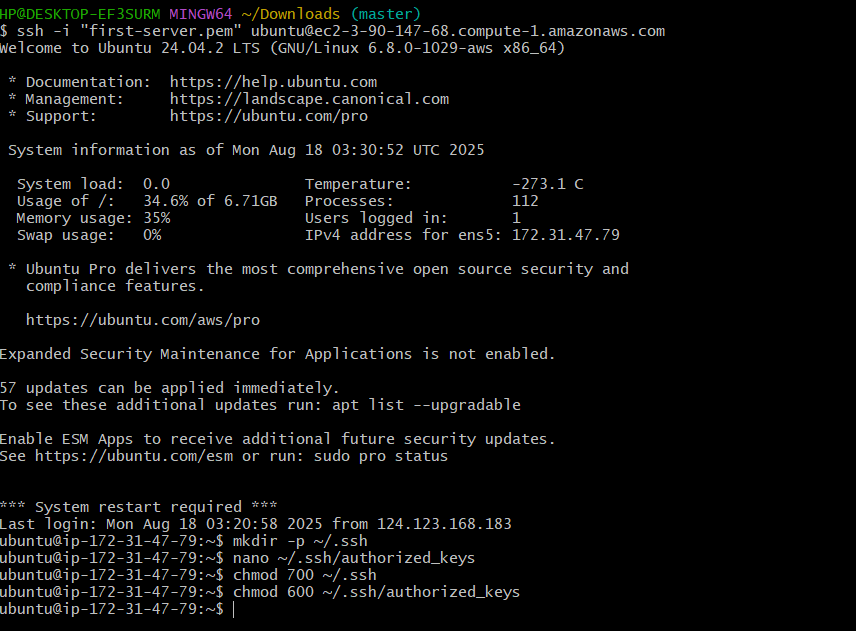 HP@DESKTOP-EF3SURM MINGW64 ~/Downloads (master)
$ ssh -i "first-server.pem" ubuntu@ec2-3-90-147-68.compute-1.amazonaws.com
Welcome to Ubuntu 24.04.2 LTS (GNU/Linux 6.8.0-1029-aws x86_64)
* Documentation:  https://help.ubuntu.com
* Management:     https://landscape.canonical.com
* Support:        https://ubuntu.com/pro
System information as of Mon Aug 18 03:30:52 UTC 2025
System load:  0.0               Temperature:           -273.1 C
Usage of /:   34.6% of 6.71GB   Processes:             112
Memory usage: 35%               Users logged in:       1
Swap usage:   0%                IPv4 address for ens5: 172.31.47.79
* Ubuntu Pro delivers the most comprehensive open source security and
compliance features.
https://ubuntu.com/aws/pro
Expanded Security Maintenance for Applications is not enabled.
57 updates can be applied immediately.
To see these additional updates run: apt list --upgradable
Enable ESM Apps to receive additional future security updates.
See https://ubuntu.com/esm or run: sudo pro status
*** System restart required ***
Last login: Mon Aug 18 03:20:58 2025 from 124.123.168.183
ubuntu@ip-172-31-47-79:~$ mkdir -p ~/.ssh
ubuntu@ip-172-31-47-79:~$ nano ~/.ssh/authorized_keys
ubuntu@ip-172-31-47-79:~$ chmod 700 ~/.ssh
ubuntu@ip-172-31-47-79:~$ chmod 600 ~/.ssh/authorized_keys
ubuntu@ip-172-31-47-79:~$